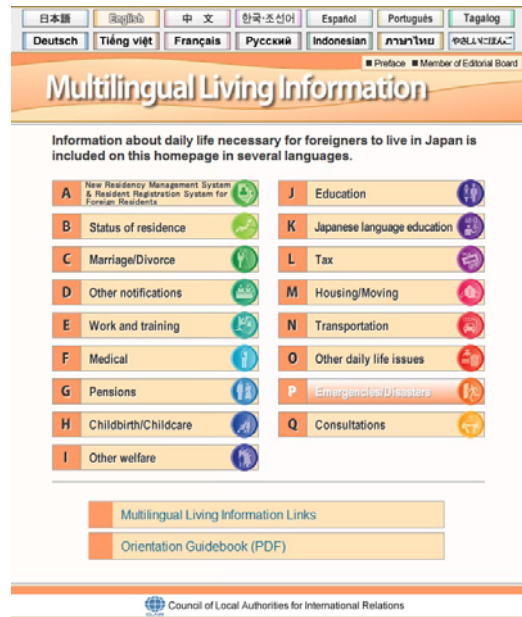 日本語 English 中文 한국·조선어 Español Português Tagalog
Deutsch Tiếng việt Français Русский Indonesian ภาษาไทย やさしいにほんご
■ Preface ■ Member of Editorial Board
Multilingual Living Information
Information about daily life necessary for foreigners to live in Japan is
included on this homepage in several languages.
A New Residency Management System
& Resident Registration System for
Foreign Residents
B Status of residence
C Marriage/Divorce
D Other notifications
E Work and training
F Medical
G Pensions
H Childbirth/Childcare
I Other welfare
J Education
K Japanese language education
L Tax
M Housing/Moving
N Transportation
O Other daily life issues
P Emergencies/Disasters
Q Consultations
Multilingual Living Information Links
Orientation Guidebook (PDF)
CLAIR Council of Local Authorities for International Relations